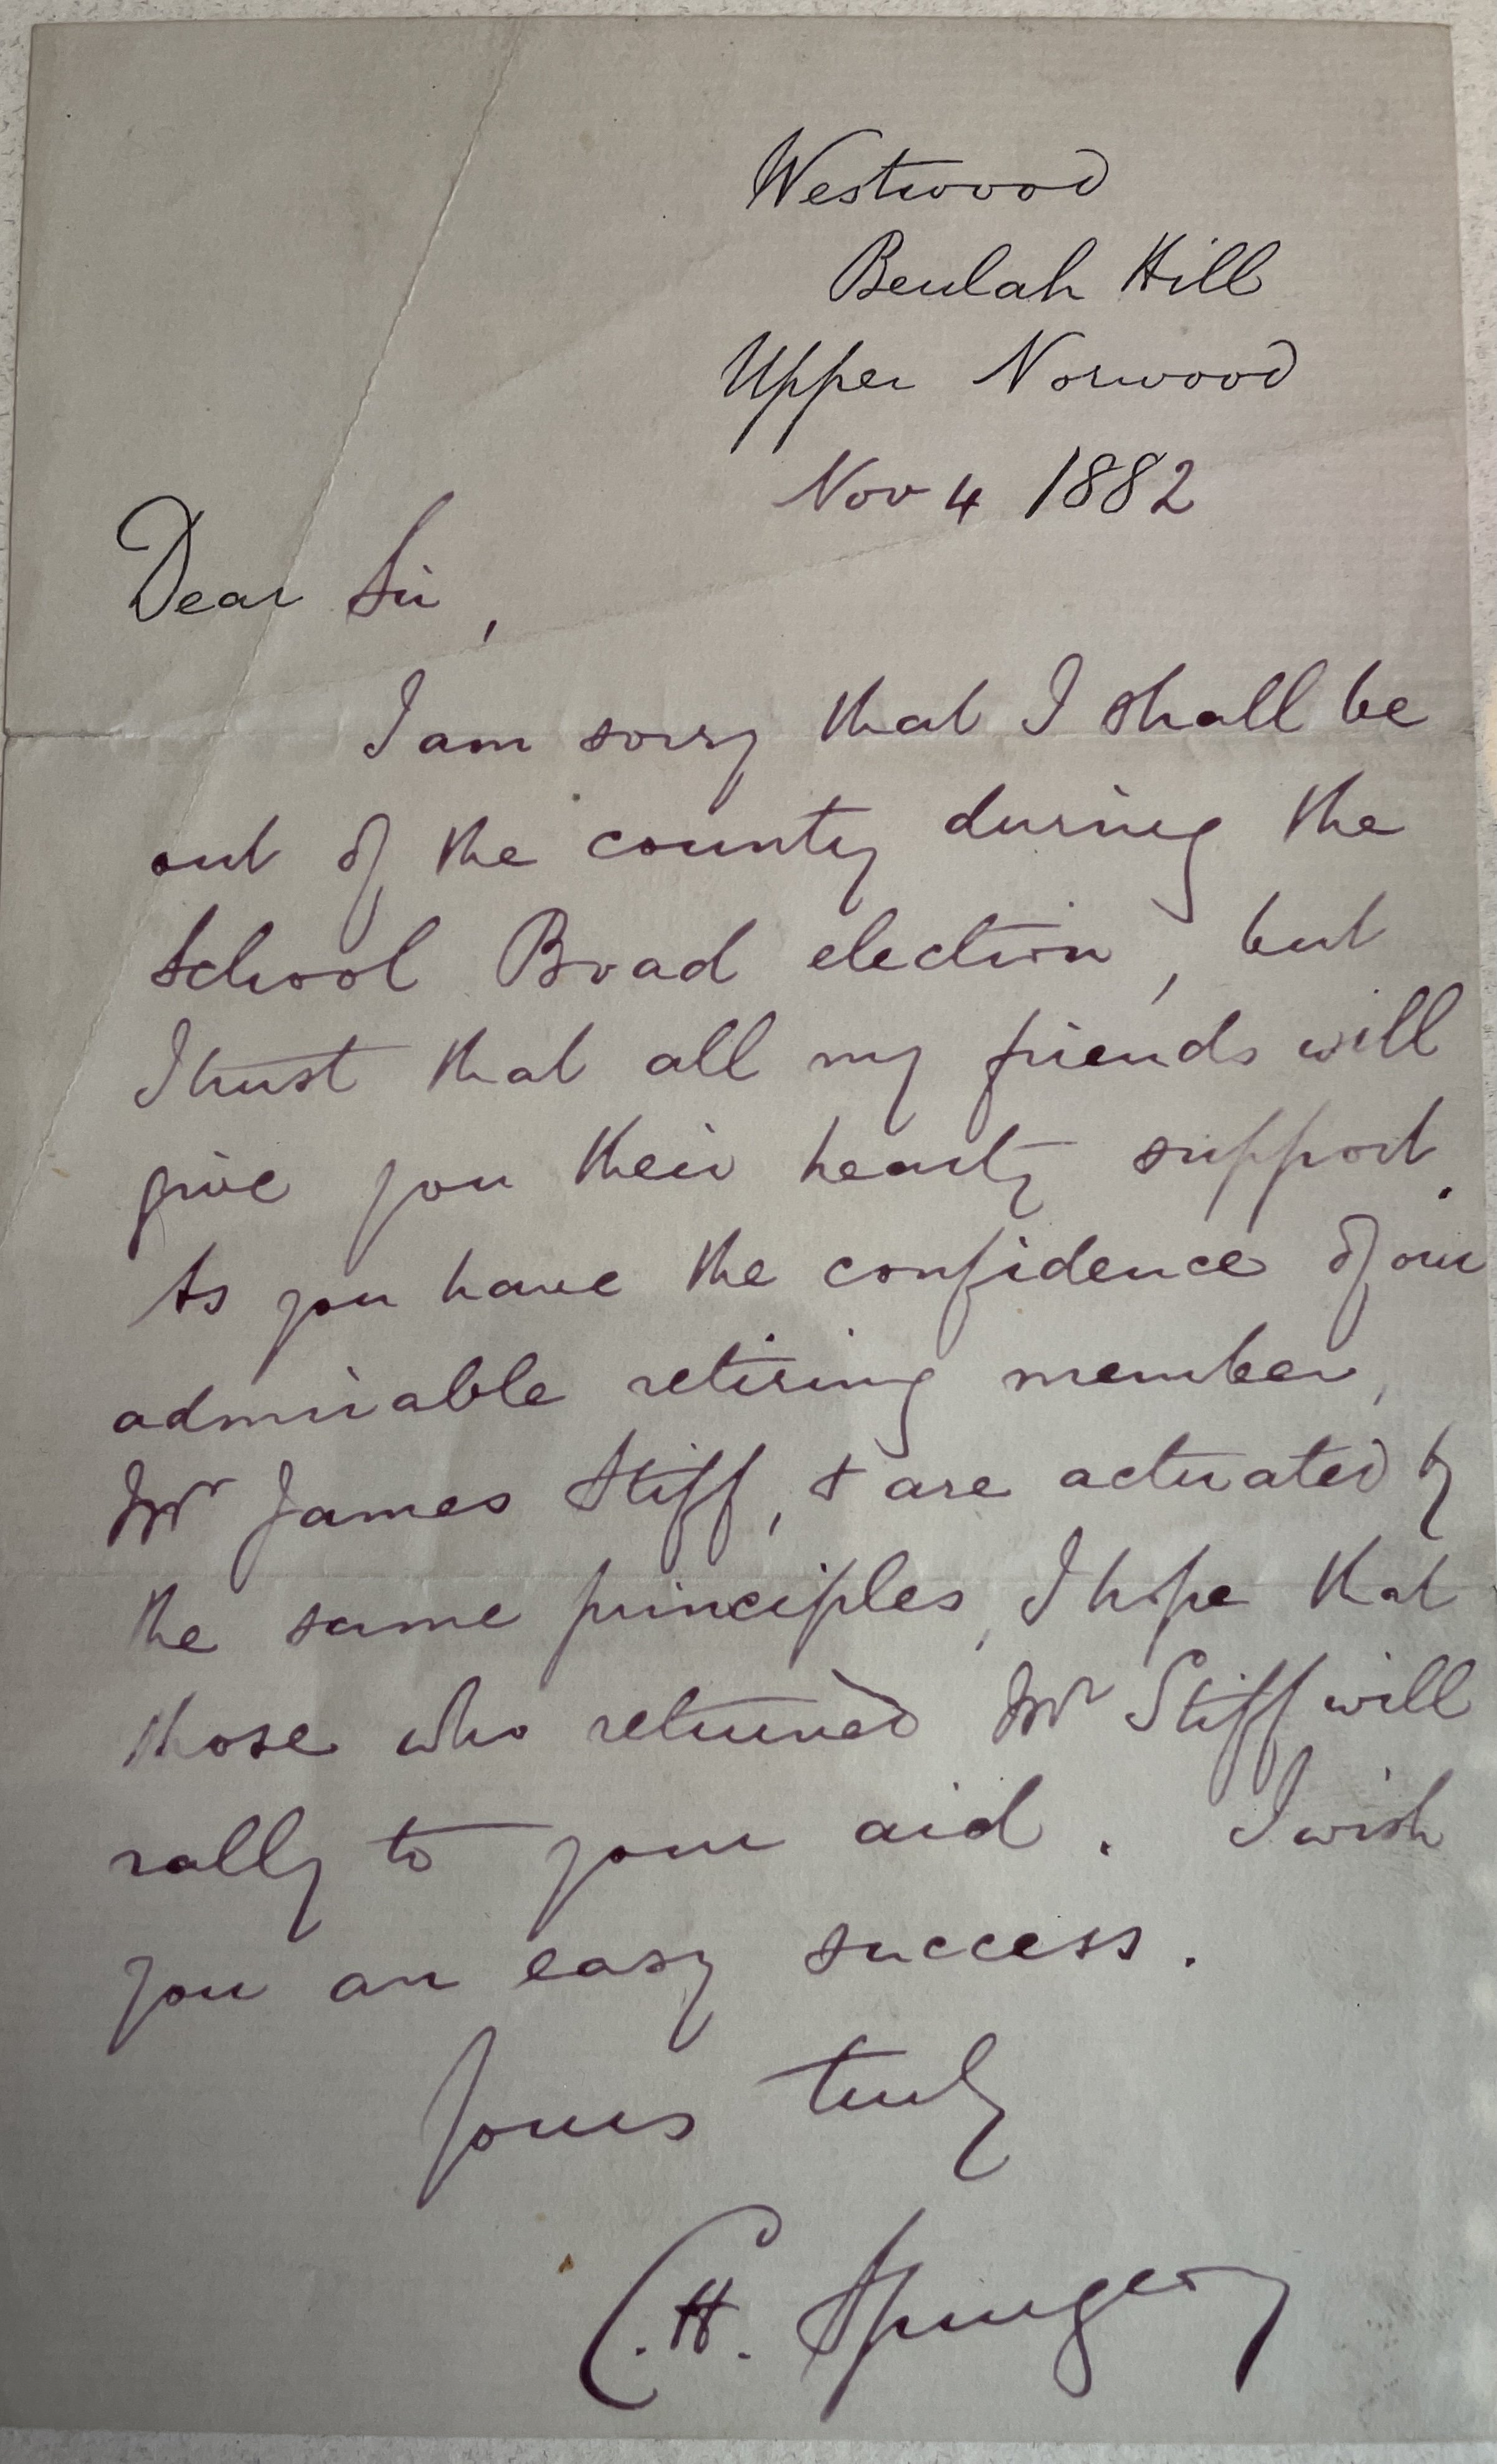 Westwood
Beulah Hill
Upper Norwood
Nov 4 1882
Dear Sir,
I am sorry that I shall be
out of the county during the
School Broad election, but
I trust that all my friends will
give you their hearty support.
As you have the confidence of our
admirable retiring member,
Mr James Stiff, & are actuated by
the same principles, I hope that
those who returned Mr Stiff will
rally to your aid. I wish
you an easy success.
Yours truly
C. H. Spurgeon